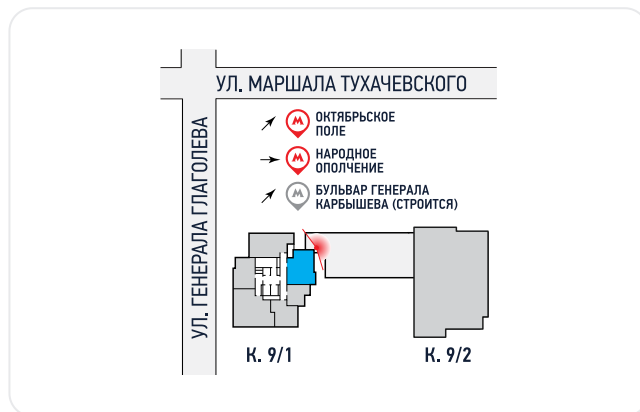 УЛ. МАРШАЛА ТУХАЧЕВСКОГО
УЛ. ГЕНЕРАЛА ГЛАГОЛЕВА
М ОКТЯБРЬСКОЕ
ПОЛЕ
М НАРОДНОЕ
ОПОЛЧЕНИЕ
М БУЛЬВАР ГЕНЕРАЛА
КАРБЫШЕВА (СТРОИТСЯ)
К. 9/1
К. 9/2